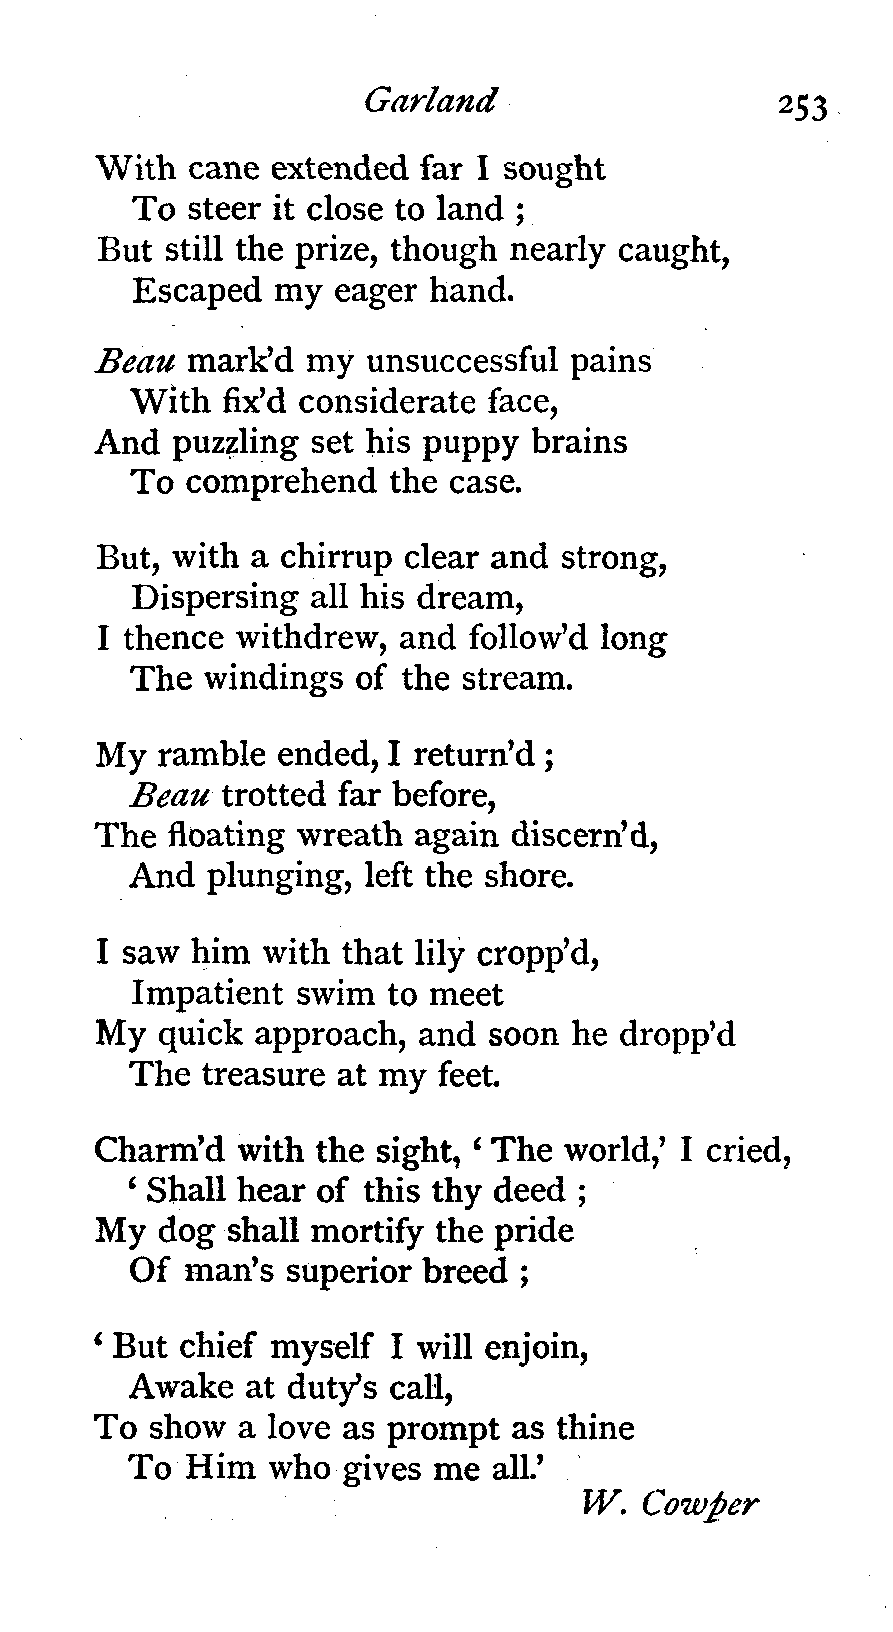 Garland 253
With cane extended far I sought
To steer it close to land ;
But still the prize, though nearly caught,
Escaped my eager hand.
Beau mark'd my unsuccessful pains
With fix'd considerate face,
And puzzling set his puppy brains
To comprehend the case.
But, with a chirrup clear and strong,
Dispersing all his dream,
I thence withdrew, and follow'd long
The windings of the stream.
My ramble ended, I return'd ;
Beau trotted far before,
The floating wreath again discern'd,
And plunging, left the shore.
I saw him with that lily cropp'd,
Impatient swim to meet
My quick approach, and soon he dropp'd
The treasure at my feet.
Charm'd with the sight, ‘ The world,’ I cried,
‘ Shall hear of this thy deed ;
My dog shall mortify the pride
Of man's superior breed ;
‘ But chief myself I will enjoin,
Awake at duty's call,
To show a love as prompt as thine
To Him who gives me all.’
W. Cowper